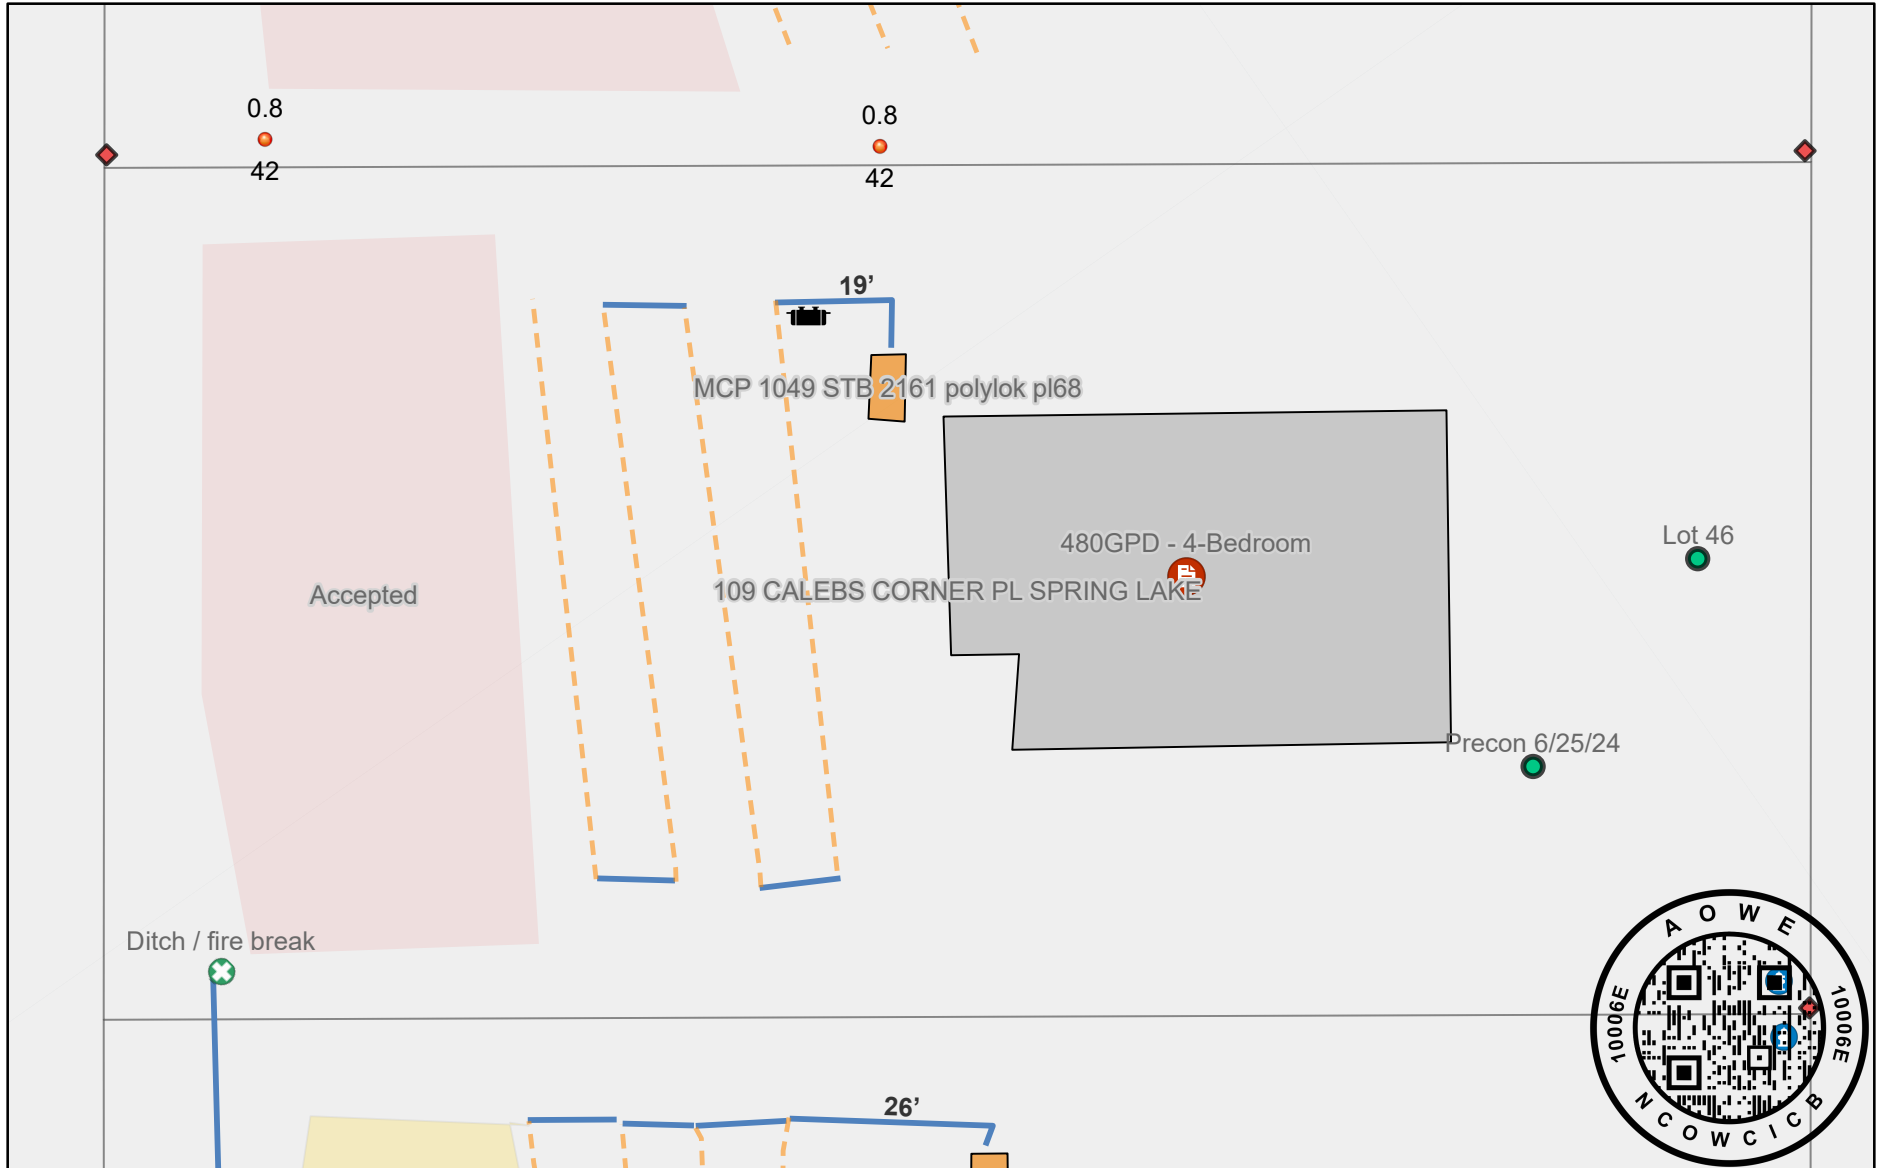 0.8
42
0.8
42
19’
MCP 1049 STB 2161 polylok pl68
480GPD - 4-Bedroom
109 CALEBS CORNER PL SPRING LAKE
Lot 46
Accepted
Precon 6/25/24
Ditch / fire break
26’
AOWE
10006E
10006E
NCOWCICB